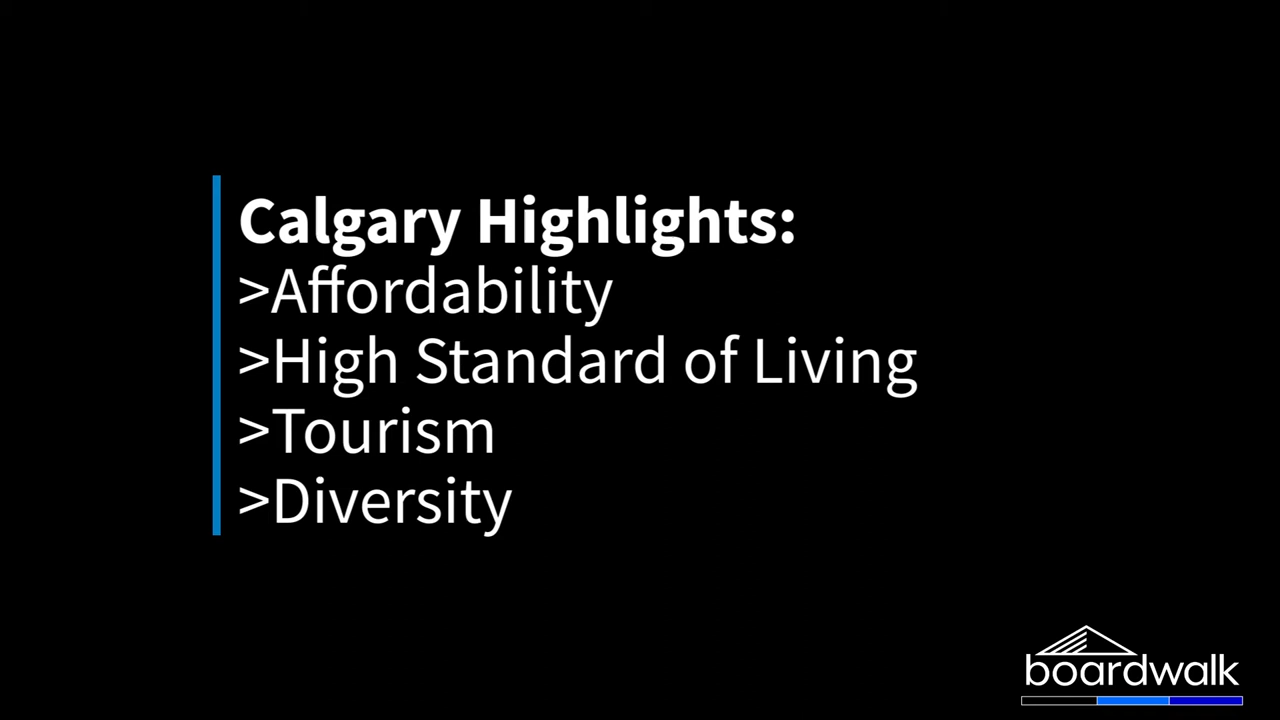 Calgary Highlights:
>Affordability
>High Standard of Living
>Tourism
>Diversity
boardwalk